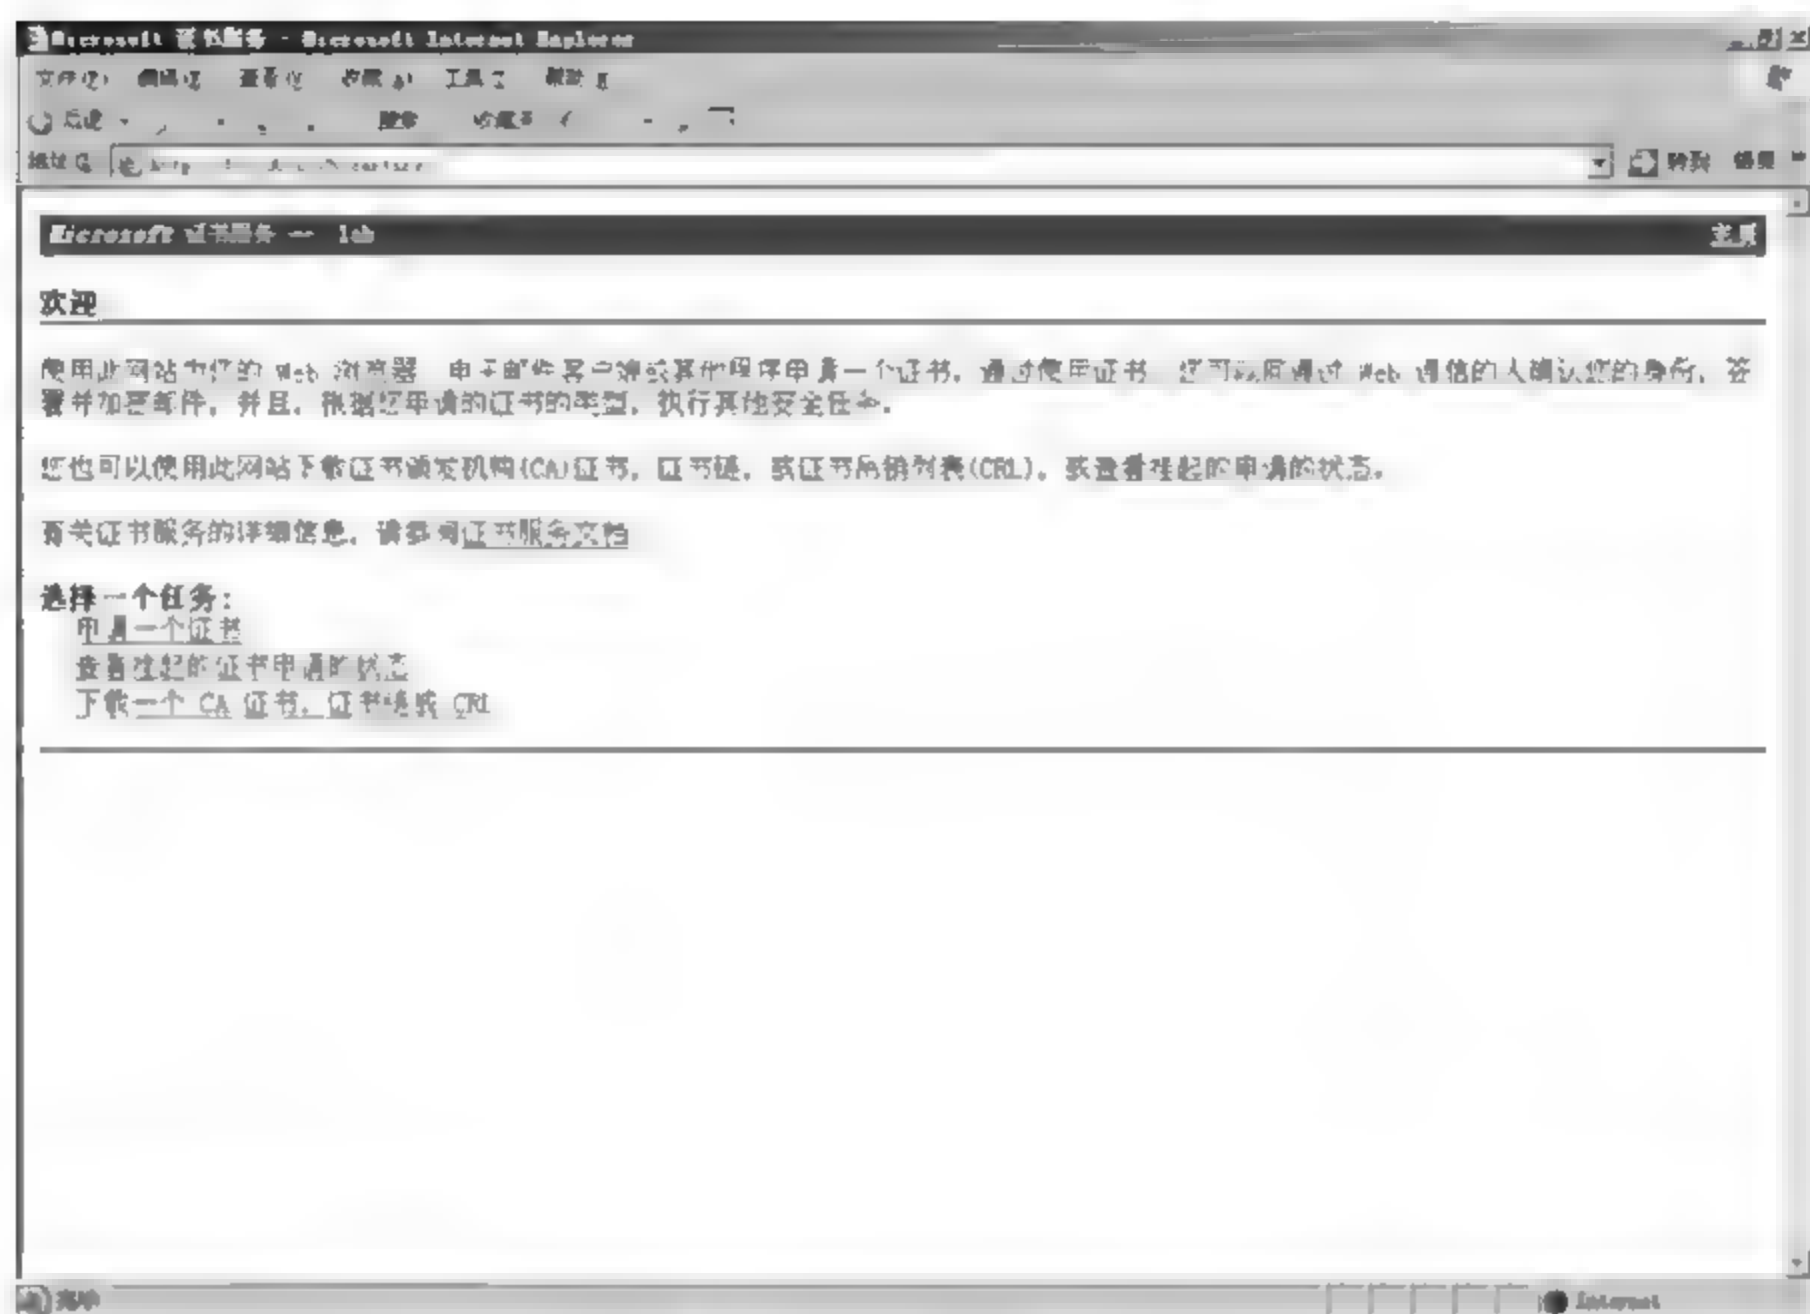 Microsoft 证书服务 - Microsoft Internet Explorer
文件(F) 编辑(E) 查看(V) 收藏(A) 工具(T) 帮助(H)
后退 搜索 收藏夹
地址(D) certsrv 转到 链接 »
Microsoft 证书服务 -- lab 主页
欢迎
使用此网站为您的 Web 浏览器，电子邮件客户端或其他程序申请一个证书。通过使用证书，您可以向通过 Web 通信的人确认您的身份，签
署并加密邮件，并且，根据您申请的证书的类型，执行其他安全任务。
您也可以使用此网站下载证书颁发机构(CA)证书，证书链，或证书吊销列表(CRL)，或查看挂起的申请的状态。
有关证书服务的详细信息，请参阅证书服务文档
选择一个任务:
申请一个证书
查看挂起的证书申请的状态
下载一个 CA 证书，证书链或 CRL
完毕 Internet